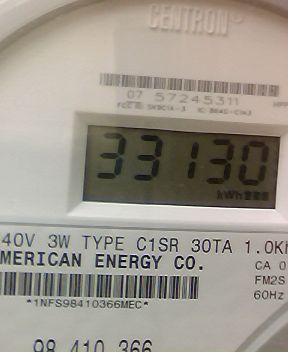 CENTRON
07 57245311
33130
kWh
40V 3W TYPE C1SR 30TA 1.0K
MERICAN ENERGY CO.
CA 0
FM2S
60Hz
*1NFS98410366MEC*
98 410 366